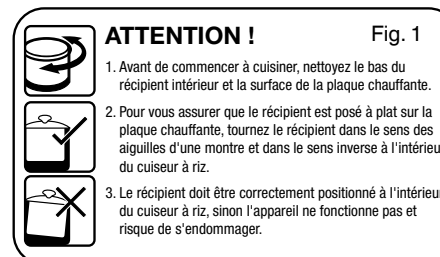 ATTENTION !
Fig. 1
1. Avant de commencer à cuisiner, nettoyez le bas du
récipient intérieur et la surface de la plaque chauffante.
2. Pour vous assurer que le récipient est posé à plat sur la
plaque chauffante, tournez le récipient dans le sens des
aiguilles d'une montre et dans le sens inverse à l'intérieu
du cuiseur à riz.
3. Le récipient doit être correctement positionné à l'intérieur
du cuiseur à riz, sinon l'appareil ne fonctionne pas et
risque de s'endommager.